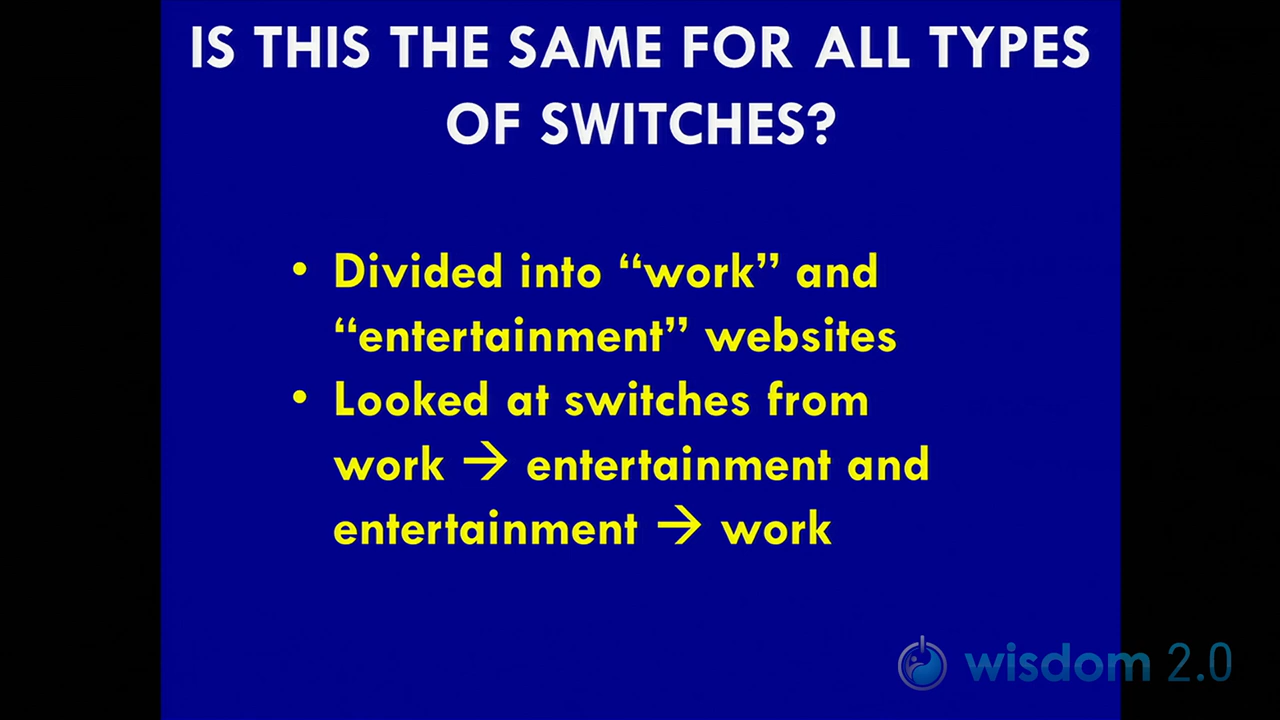 IS THIS THE SAME FOR ALL TYPES
OF SWITCHES?
• Divided into “work” and
“entertainment” websites
• Looked at switches from
work → entertainment and
entertainment → work
wisdom 2.0